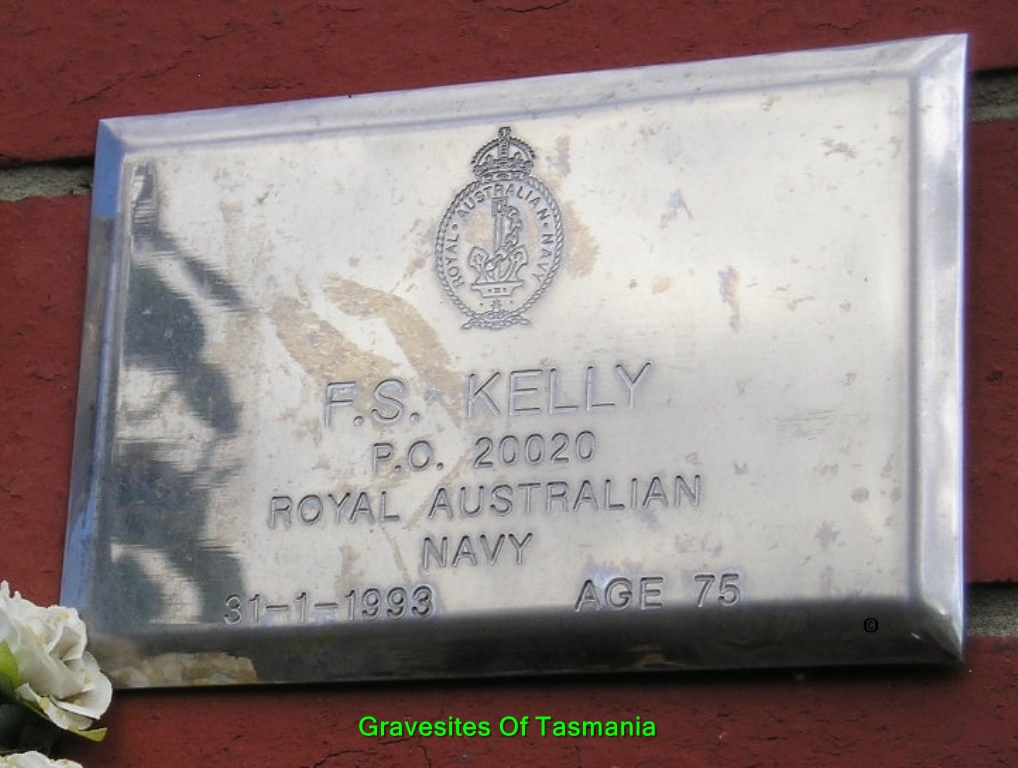 ROYAL · AUSTRALIAN · NAVY
F.S. KELLY
P.O. 20020
ROYAL AUSTRALIAN
NAVY
31-1-1993 AGE 75
©
Gravesites Of Tasmania